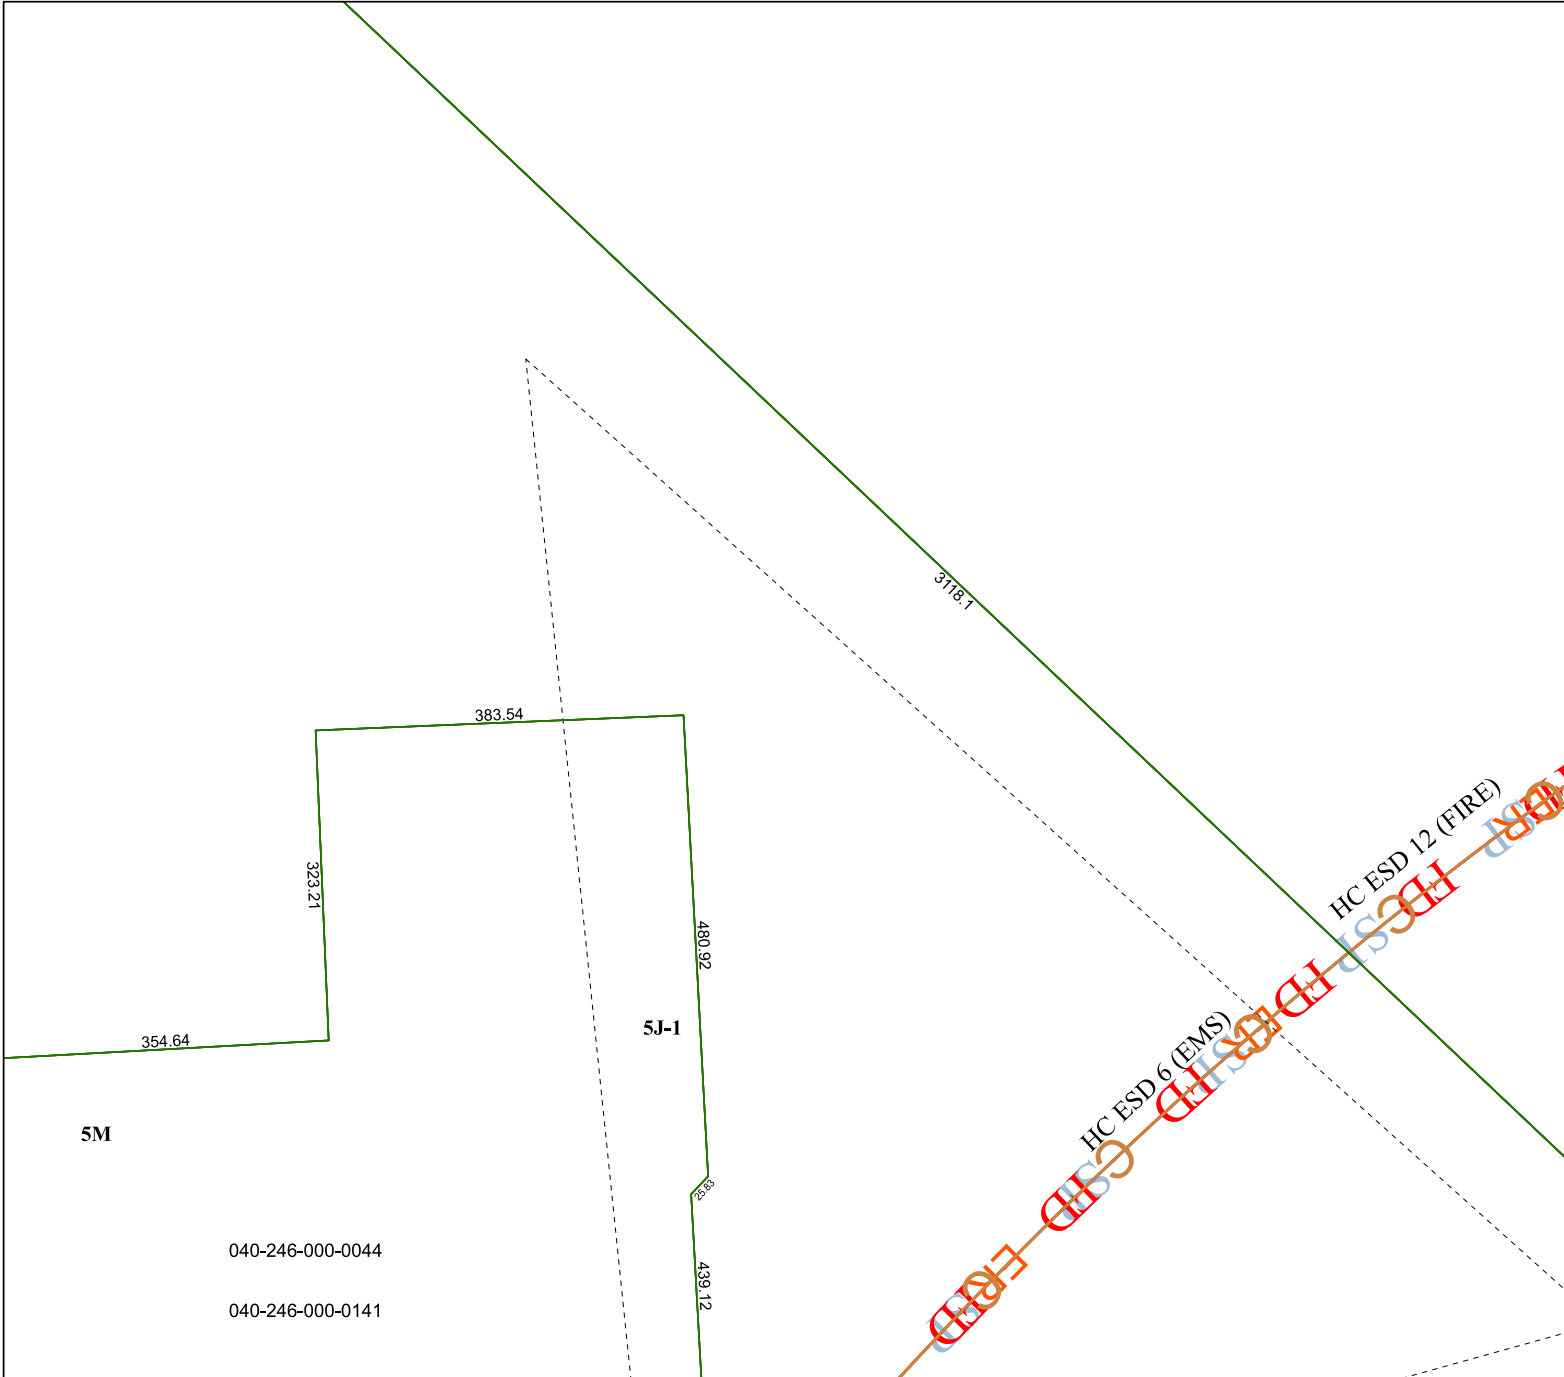 3118.1
383.54
HC ESD 12 (FIRE)
323.21
480.92
HC ESD 6 (EMS)
5J-1
354.64
5M
25.83
040-246-000-0044
439.12
040-246-000-0141